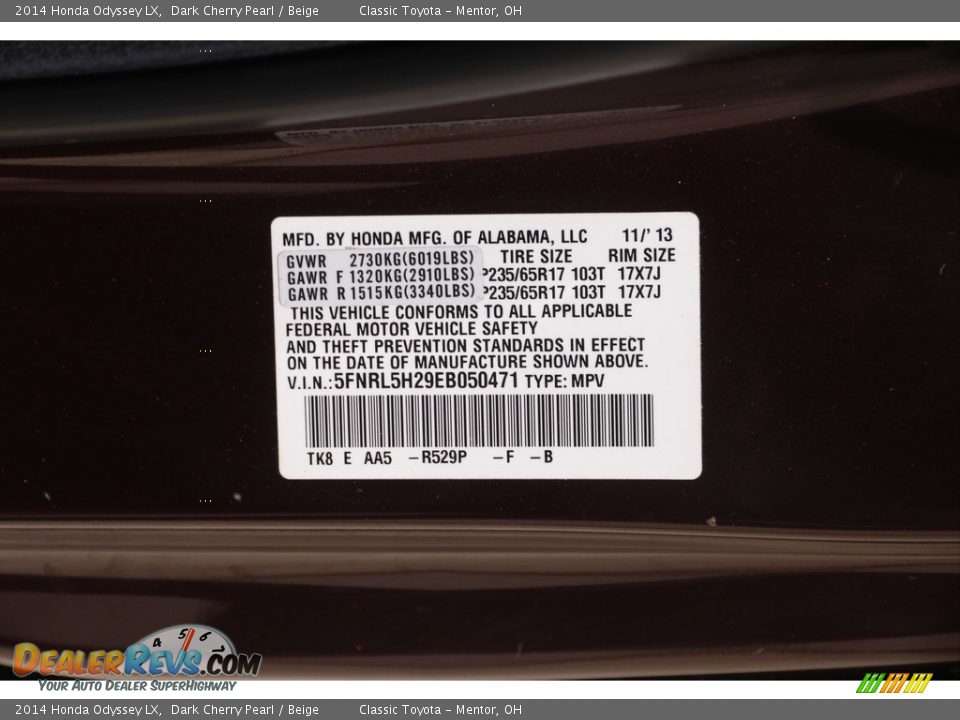 2014 Honda Odyssey LX,  Dark Cherry Pearl / Beige    Classic Toyota - Mentor, OH
MFD. BY HONDA MFG. OF ALABAMA, LLC 11/' 13
GVWR 2730KG(6019LBS) TIRE SIZE RIM SIZE
GAWR F 1320KG(2910LBS) P235/65R17 103T 17X7J
GAWR R 1515KG(3340LBS) P235/65R17 103T 17X7J
THIS VEHICLE CONFORMS TO ALL APPLICABLE
FEDERAL MOTOR VEHICLE SAFETY
AND THEFT PREVENTION STANDARDS IN EFFECT
ON THE DATE OF MANUFACTURE SHOWN ABOVE.
V.I.N.: 5FNRL5H29EB050471 TYPE: MPV
TK8 E AA5 -R529P -F -B
4 5 6
DEALERREVS.COM
YOUR AUTO DEALER SUPERHIGHWAY
2014 Honda Odyssey LX,  Dark Cherry Pearl / Beige    Classic Toyota - Mentor, OH